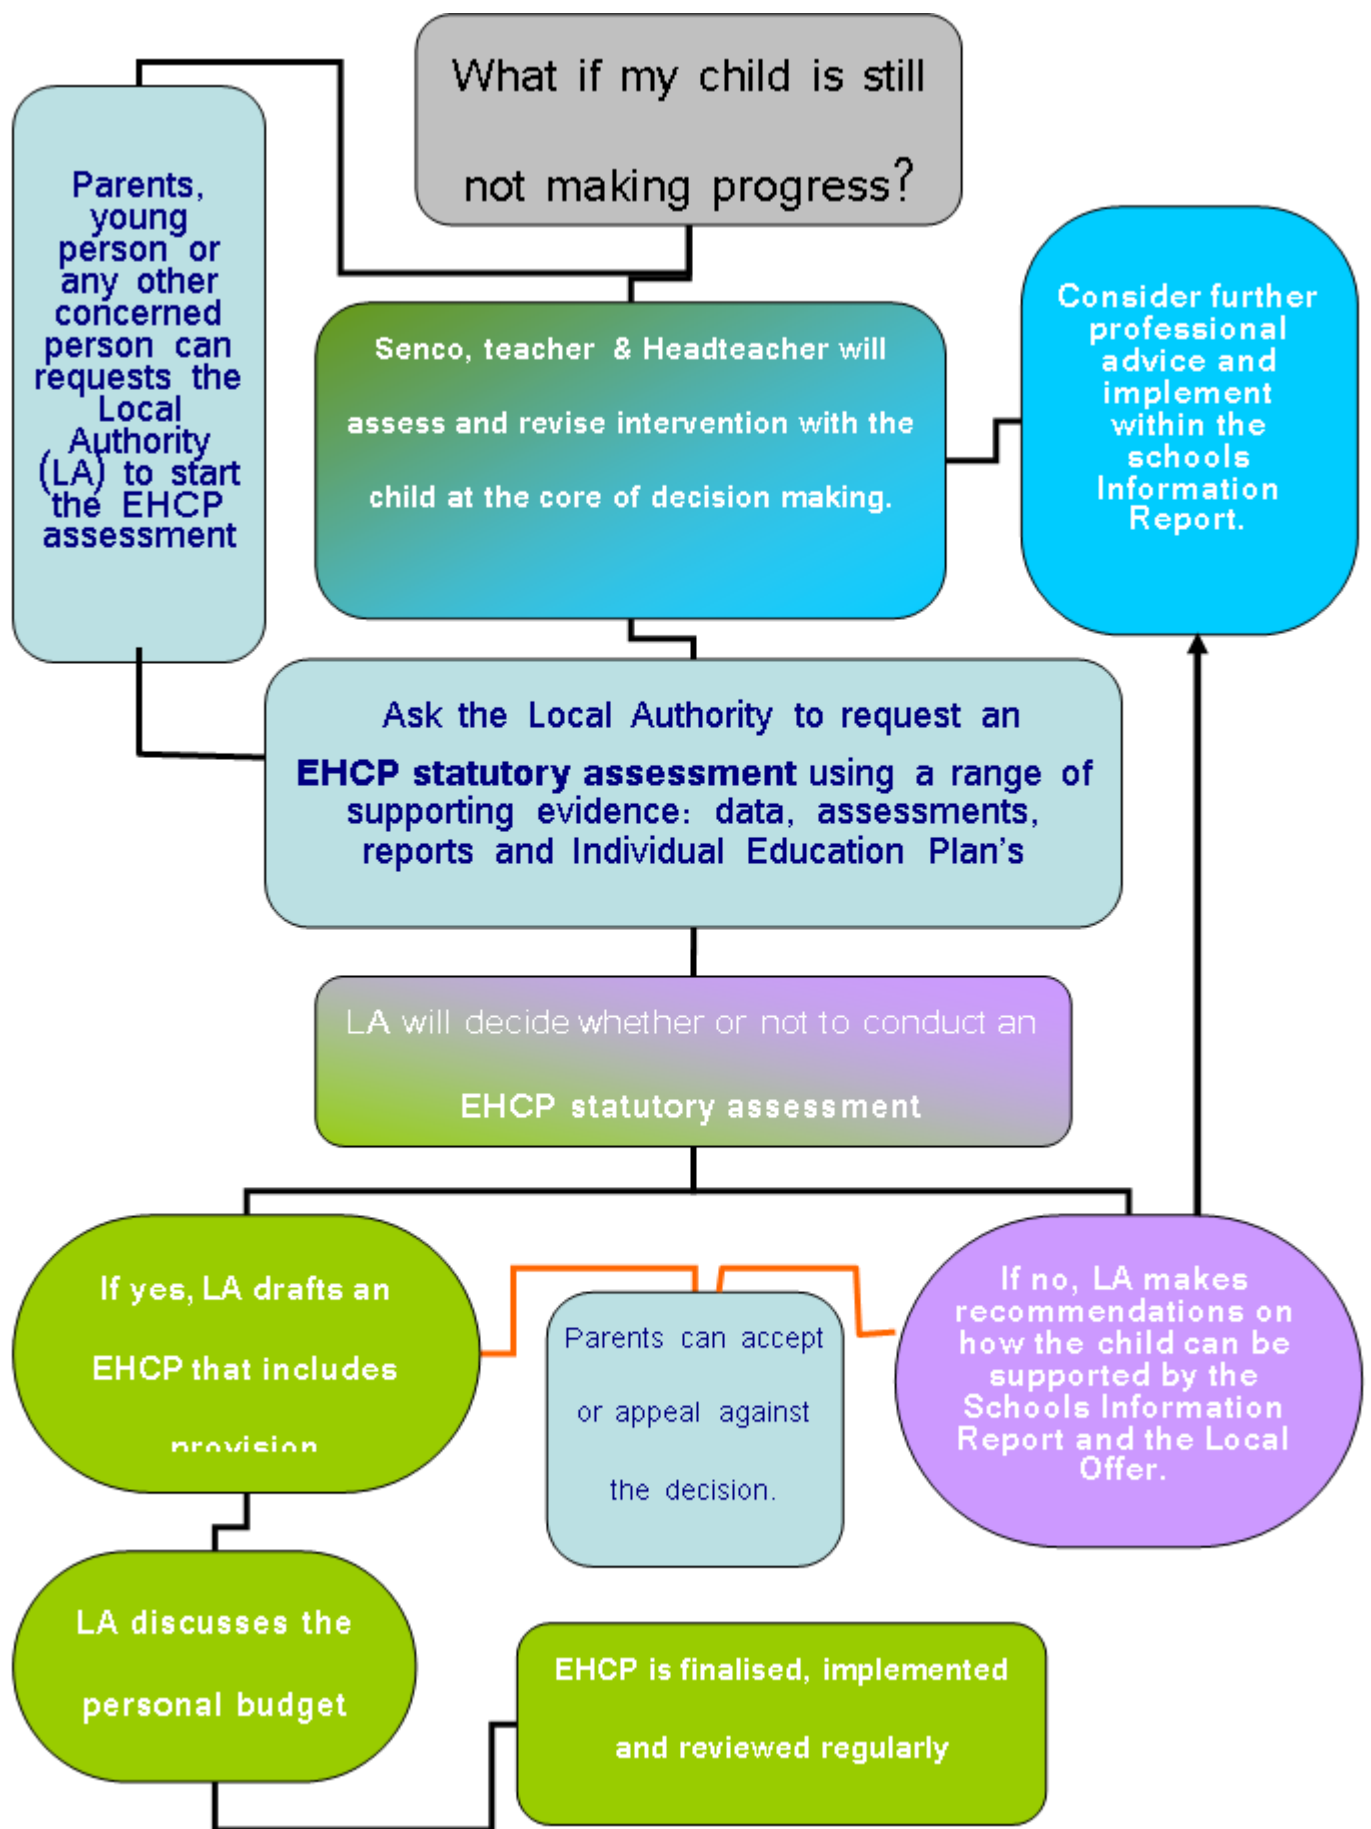 What if my child is still
not making progress?
Parents,
young
person or
any other
concerned
person can
requests the
Local
Authority
(LA) to start
the EHCP
assessment
Senco, teacher & Headteacher will
assess and revise intervention with the
child at the core of decision making.
Consider further
professional
advice and
implement
within the
schools
Information
Report.
Ask the Local Authority to request an
EHCP statutory assessment using a range of
supporting evidence: data, assessments,
reports and Individual Education Plan's
LA will decide whether or not to conduct an
EHCP statutory assessment
If yes, LA drafts an
EHCP that includes
provision
Parents can accept
or appeal against
the decision.
If no, LA makes
recommendations on
how the child can be
supported by the
Schools Information
Report and the Local
Offer.
LA discusses the
personal budget
EHCP is finalised, implemented
and reviewed regularly